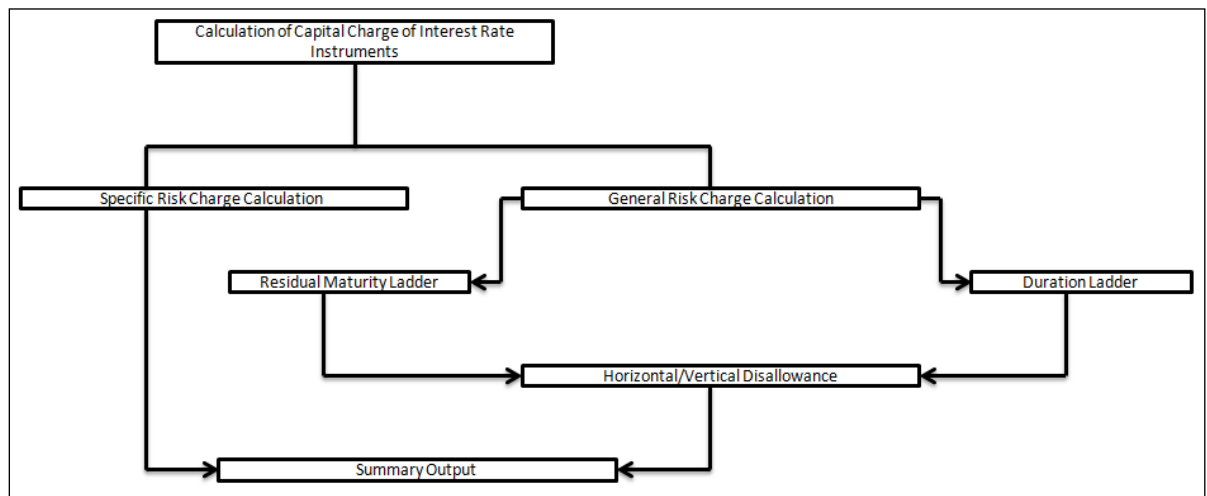 Calculation of Capital Charge of Interest Rate
Instruments
Specific Risk Charge Calculation
General Risk Charge Calculation
Residual Maturity Ladder
Duration Ladder
Horizontal/Vertical Disallowance
Summary Output